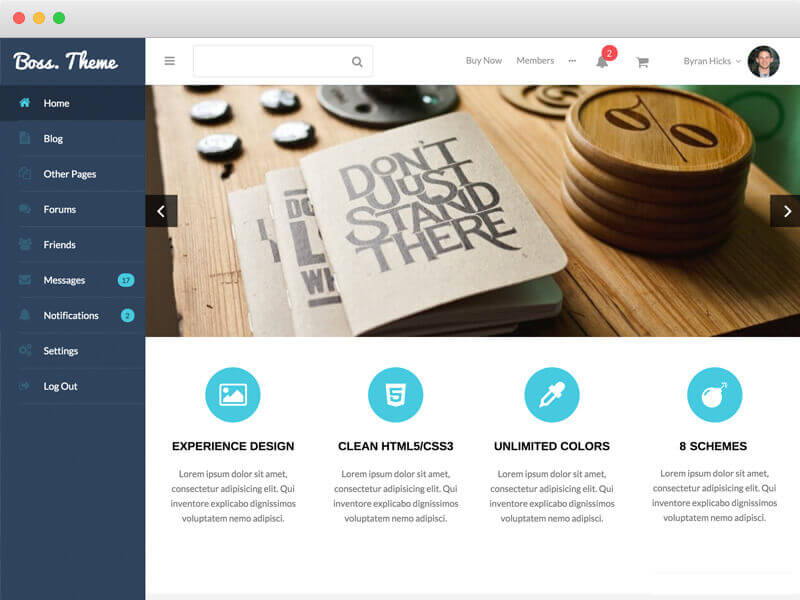 Boss. Theme
Buy Now
Members
2
Byran Hicks
Home
Blog
Other Pages
Forums
Friends
Messages
17
Notifications
2
Settings
Log Out
DON'T
JUST
STAND
THERE
%
EXPERIENCE DESIGN
Lorem ipsum dolor sit amet,
consectetur adipisicing elit. Qui
inventore explicabo dignissimos
voluptatem nemo adipisci.
CLEAN HTML5/CSS3
Lorem ipsum dolor sit amet,
consectetur adipisicing elit. Qui
inventore explicabo dignissimos
voluptatem nemo adipisci.
UNLIMITED COLORS
Lorem ipsum dolor sit amet,
consectetur adipisicing elit. Qui
inventore explicabo dignissimos
voluptatem nemo adipisci.
8 SCHEMES
Lorem ipsum dolor sit amet,
consectetur adipisicing elit. Qui
inventore explicabo dignissimos
voluptatem nemo adipisci.